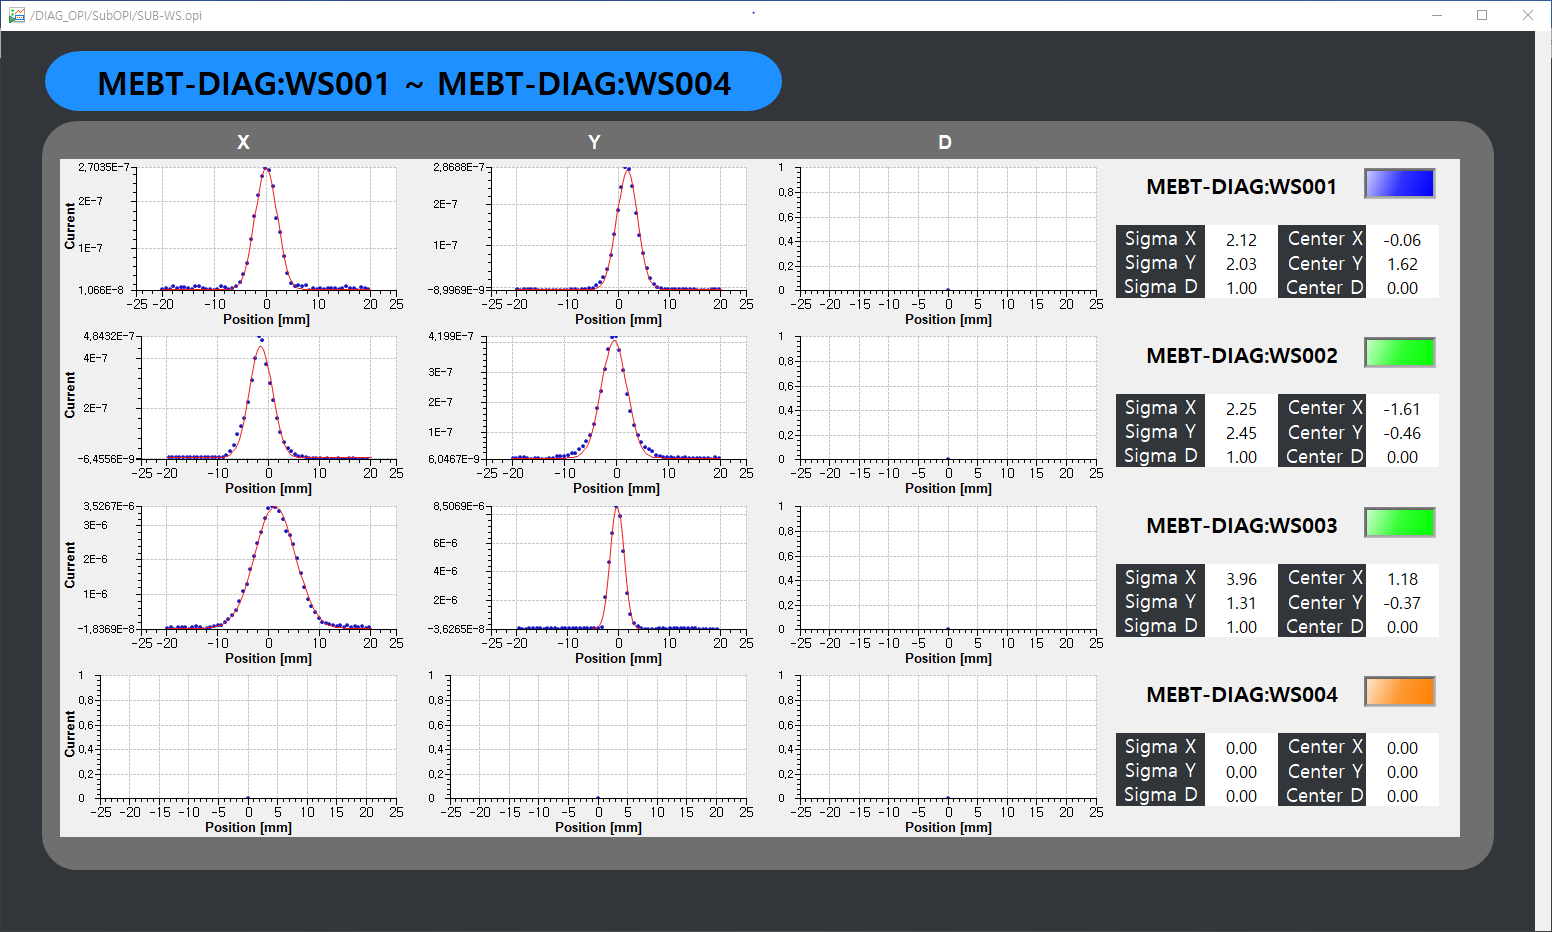 /DIAG_OPI/SubOPI/SUB-WS.opi
MEBT-DIAG:WS001 ~ MEBT-DIAG:WS004
X Y D
2,7035E-7
2E-7
1E-7
1,066E-8
Current
-25 -20 -10 0 10 20 25
Position [mm]
2,8688E-7
2E-7
1E-7
-8,9969E-9
-25 -20 -10 0 10 20 25
Position [mm]
1
0,8
0,6
0,4
0,2
0
-25 -20 -15 -10 -5 0 5 10 15 20 25
Position [mm]
MEBT-DIAG:WS001
Sigma X 2.12 Center X -0.06
Sigma Y 2.03 Center Y 1.62
Sigma D 1.00 Center D 0.00
4,8432E-7
4E-7
2E-7
-6,4556E-9
Current
-25 -20 -10 0 10 20 25
Position [mm]
4,199E-7
3E-7
2E-7
1E-7
6,0467E-9
-25 -20 -10 0 10 20 25
Position [mm]
1
0,8
0,6
0,4
0,2
0
-25 -20 -15 -10 -5 0 5 10 15 20 25
Position [mm]
MEBT-DIAG:WS002
Sigma X 2.25 Center X -1.61
Sigma Y 2.45 Center Y -0.46
Sigma D 1.00 Center D 0.00
3,5267E-6
3E-6
2E-6
1E-6
-1,8369E-8
Current
-25 -20 -10 0 10 20 25
Position [mm]
8,5069E-6
6E-6
4E-6
2E-6
-3,6265E-8
-25 -20 -10 0 10 20 25
Position [mm]
1
0,8
0,6
0,4
0,2
0
-25 -20 -15 -10 -5 0 5 10 15 20 25
Position [mm]
MEBT-DIAG:WS003
Sigma X 3.96 Center X 1.18
Sigma Y 1.31 Center Y -0.37
Sigma D 1.00 Center D 0.00
1
0,8
0,6
0,4
0,2
0
Current
-25 -20 -15 -10 -5 0 5 10 15 20 25
Position [mm]
1
0,8
0,6
0,4
0,2
0
-25 -20 -15 -10 -5 0 5 10 15 20 25
Position [mm]
1
0,8
0,6
0,4
0,2
0
-25 -20 -15 -10 -5 0 5 10 15 20 25
Position [mm]
MEBT-DIAG:WS004
Sigma X 0.00 Center X 0.00
Sigma Y 0.00 Center Y 0.00
Sigma D 0.00 Center D 0.00